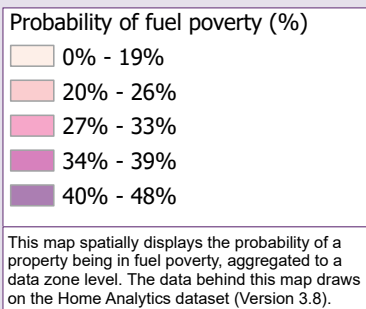 Probability of fuel poverty (%)
0% - 19%
20% - 26%
27% - 33%
34% - 39%
40% - 48%
This map spatially displays the probability of a
property being in fuel poverty, aggregated to a
data zone level. The data behind this map draws
on the Home Analytics dataset (Version 3.8).